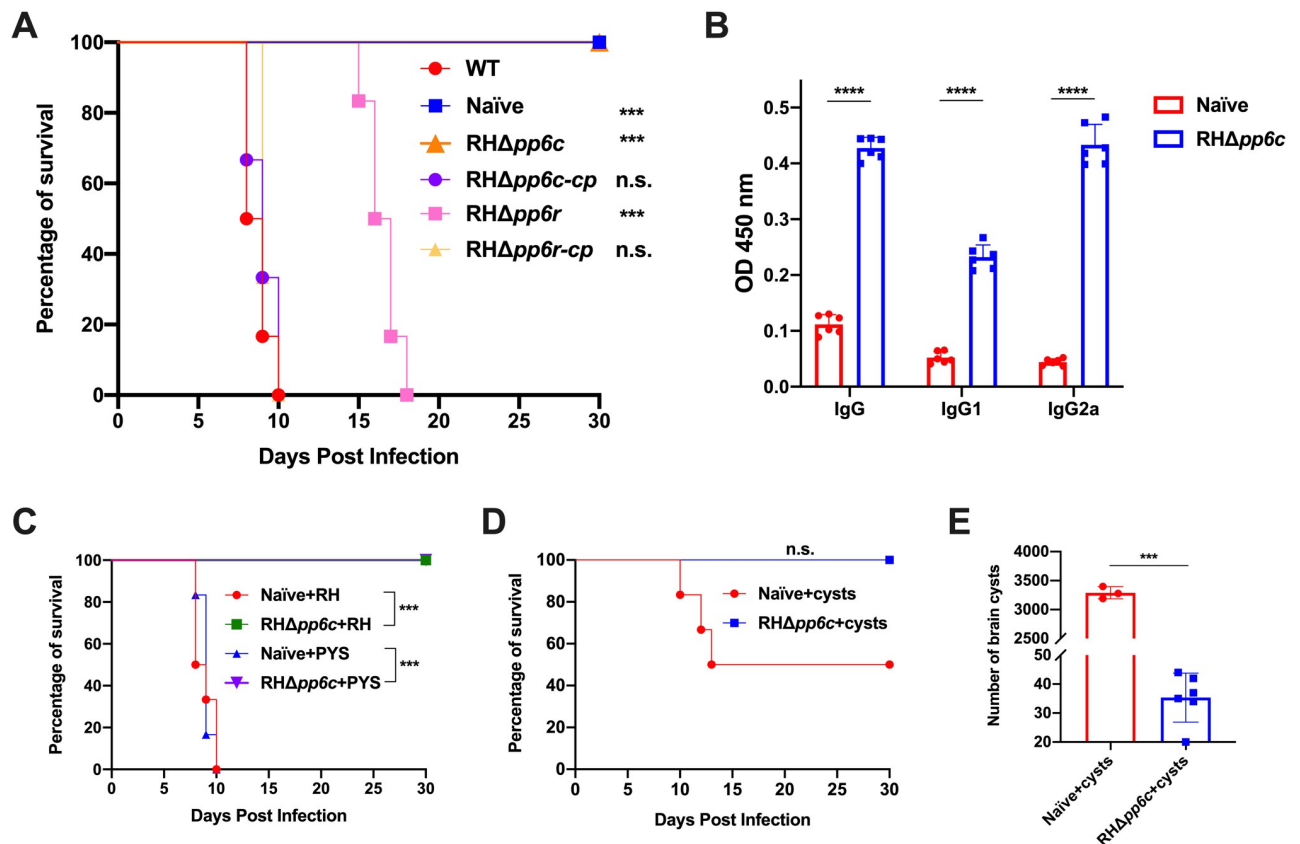 A
Percentage of survival
100
80
60
40
20
0
0 5 10 15 20 25 30
Days Post Infection
WT
Naïve ***
RHΔpp6c ***
RHΔpp6c-cp n.s.
RHΔpp6r ***
RHΔpp6r-cp n.s.
B
OD 450 nm
0.5
0.4
0.3
0.2
0.1
0.0
**** **** ****
IgG IgG1 IgG2a
Naïve
RHΔpp6c
C
Percentage of survival
100
80
60
40
20
0
0 5 10 15 20 25 30
Days Post Infection
Naïve+RH
RHΔpp6c+RH
***
Naïve+PYS
RHΔpp6c+PYS
***
D
Percentage of survival
100
80
60
40
20
0
0 5 10 15 20 25 30
Days Post Infection
n.s.
Naïve+cysts
RHΔpp6c+cysts
E
Number of brain cysts
4000
3500
3000
2500
50
40
30
20
***
Naïve+cysts
RHΔpp6c+cysts